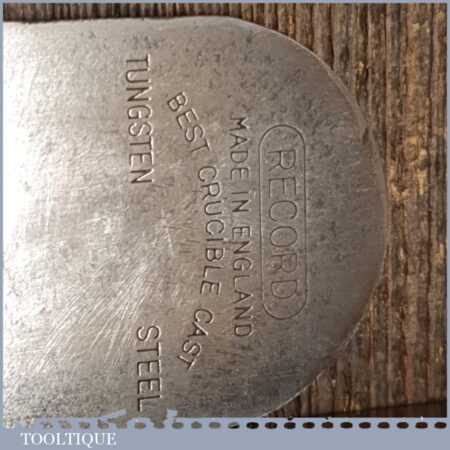 RECORD
MADE IN ENGLAND
BEST CRUCIBLE CAST
TUNGSTEN STEEL
TOOLTIQUE